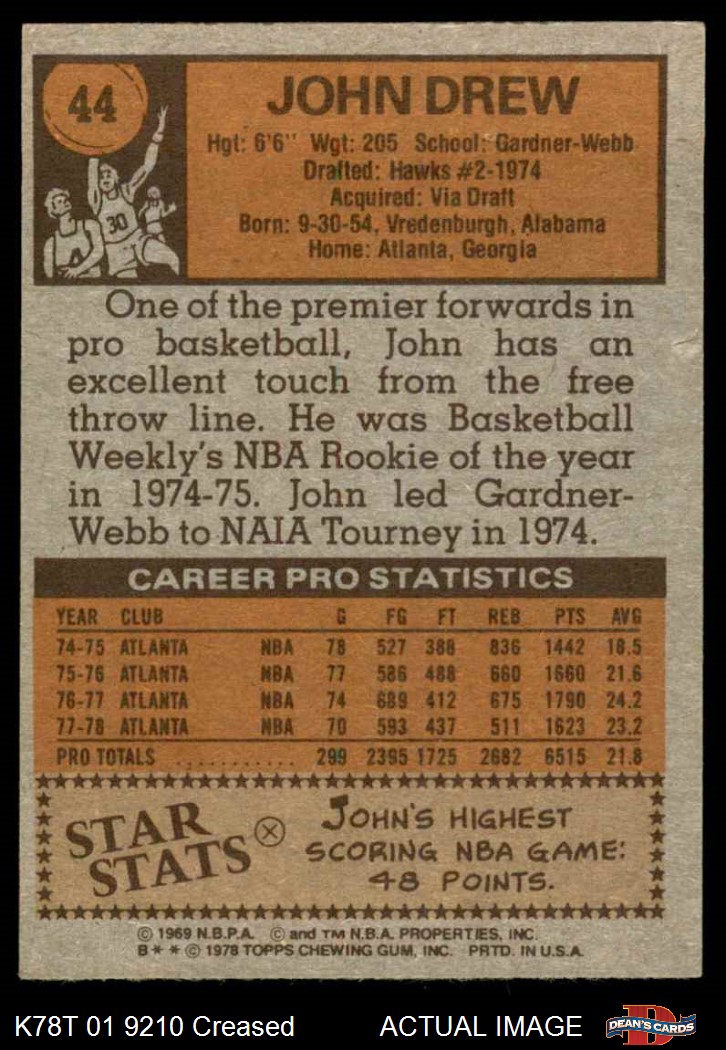 44
30
JOHN DREW
Hgt: 6'6" Wgt: 205 School: Gardner-Webb
Drafted: Hawks #2-1974
Acquired: Via Draft
Born: 9-30-54, Vredenburgh, Alabama
Home: Atlanta, Georgia
One of the premier forwards in
pro basketball, John has an
excellent touch from the free
throw line. He was Basketball
Weekly's NBA Rookie of the year
in 1974-75. John led Gardner-
Webb to NAIA Tourney in 1974.
CAREER PRO STATISTICS
YEAR CLUB G FG FT REB PTS AVG
74-75 ATLANTA NBA 78 527 388 836 1442 18.5
75-76 ATLANTA NBA 77 586 488 660 1660 21.6
76-77 ATLANTA NBA 74 689 412 675 1790 24.2
77-78 ATLANTA NBA 70 593 437 511 1623 23.2
PRO TOTALS ........... 299 2395 1725 2682 6515 21.8
STAR
STATS
JOHN'S HIGHEST
SCORING NBA GAME:
48 POINTS.
© 1969 N.B.P.A. © and TM N.B.A. PROPERTIES, INC.
B * * © 1978 TOPPS CHEWING GUM, INC. PRTD. IN U.S.A.
K78T 01 9210 Creased ACTUAL IMAGE
D
DEAN'S CARDS